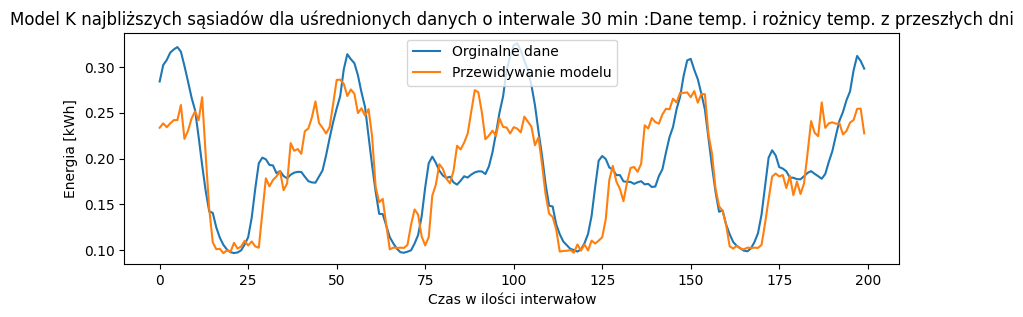 Model K najbliższych sąsiadów dla uśrednionych danych o interwale 30 min :Dane temp. i rożnicy temp. z przeszłych dni
Orginalne dane
Przewidywanie modelu
Energia [kWh]
0.30
0.25
0.20
0.15
0.10
0 25 50 75 100 125 150 175 200
Czas w ilości interwałow